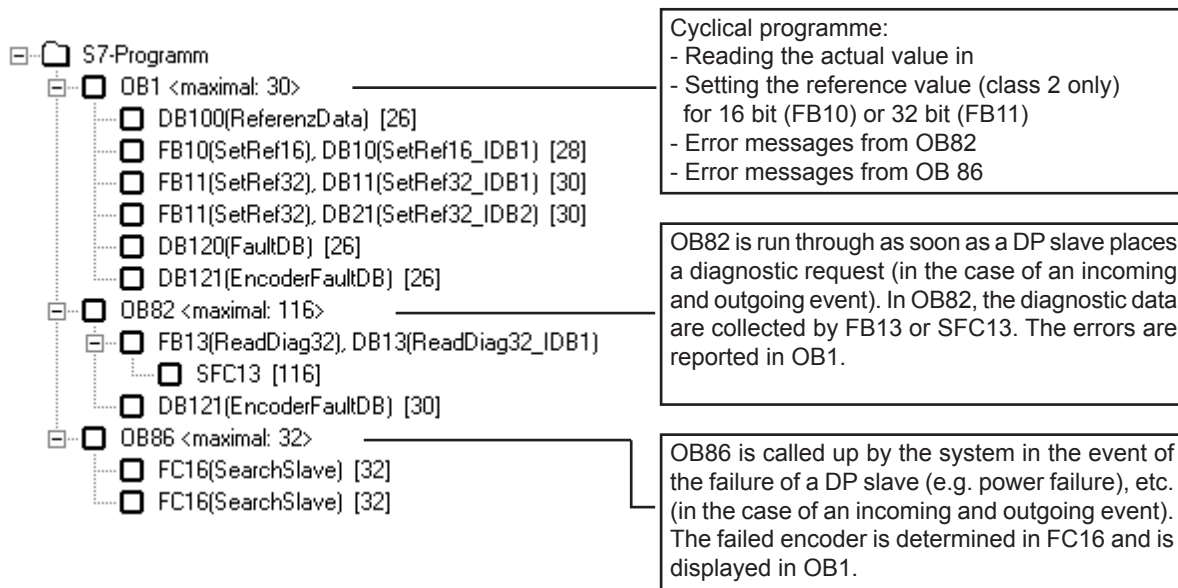 S7-Programm
OB1 <maximal: 30>
DB100(ReferenzData) [26]
FB10(SetRef16), DB10(SetRef16_IDB1) [28]
FB11(SetRef32), DB11(SetRef32_IDB1) [30]
FB11(SetRef32), DB21(SetRef32_IDB2) [30]
DB120(FaultDB) [26]
DB121(EncoderFaultDB) [26]
OB82 <maximal: 116>
FB13(ReadDiag32), DB13(ReadDiag32_IDB1)
SFC13 [116]
DB121(EncoderFaultDB) [30]
OB86 <maximal: 32>
FC16(SearchSlave) [32]
FC16(SearchSlave) [32]
Cyclical programme:
- Reading the actual value in
- Setting the reference value (class 2 only)
for 16 bit (FB10) or 32 bit (FB11)
- Error messages from OB82
- Error messages from OB 86
OB82 is run through as soon as a DP slave places
a diagnostic request (in the case of an incoming
and outgoing event). In OB82, the diagnostic data
are collected by FB13 or SFC13. The errors are
reported in OB1.
OB86 is called up by the system in the event of
the failure of a DP slave (e.g. power failure), etc.
(in the case of an incoming and outgoing event).
The failed encoder is determined in FC16 and is
displayed in OB1.